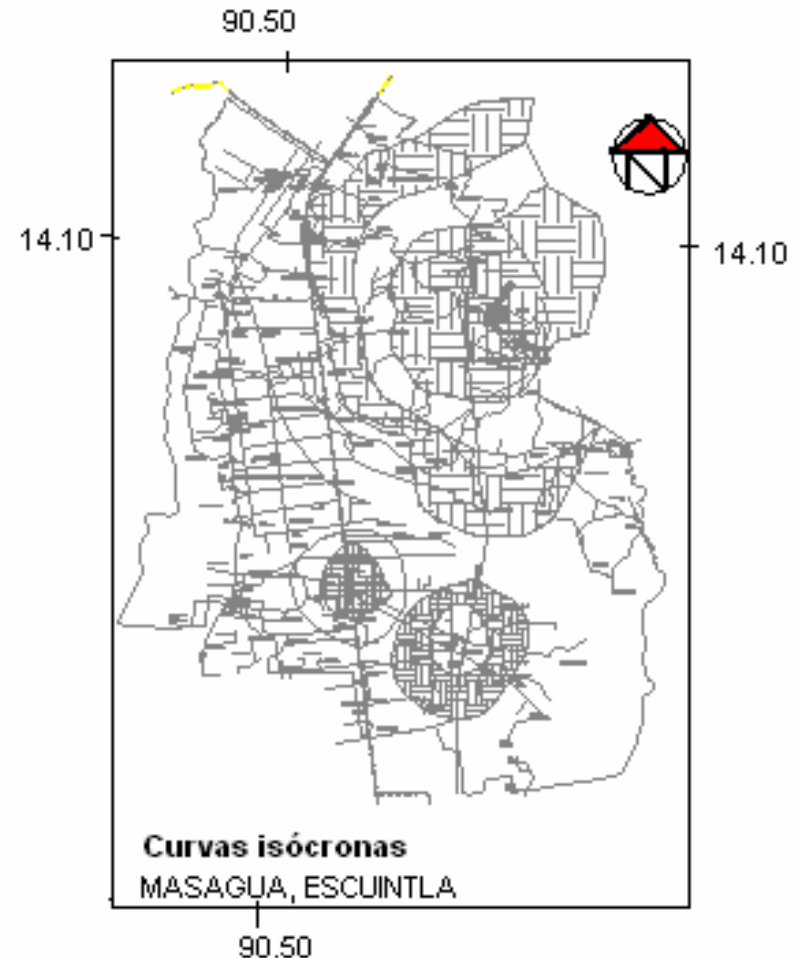 90.50
14.10
14.10
N
Curvas isócronas
MASAGUA, ESCUINTLA
90.50